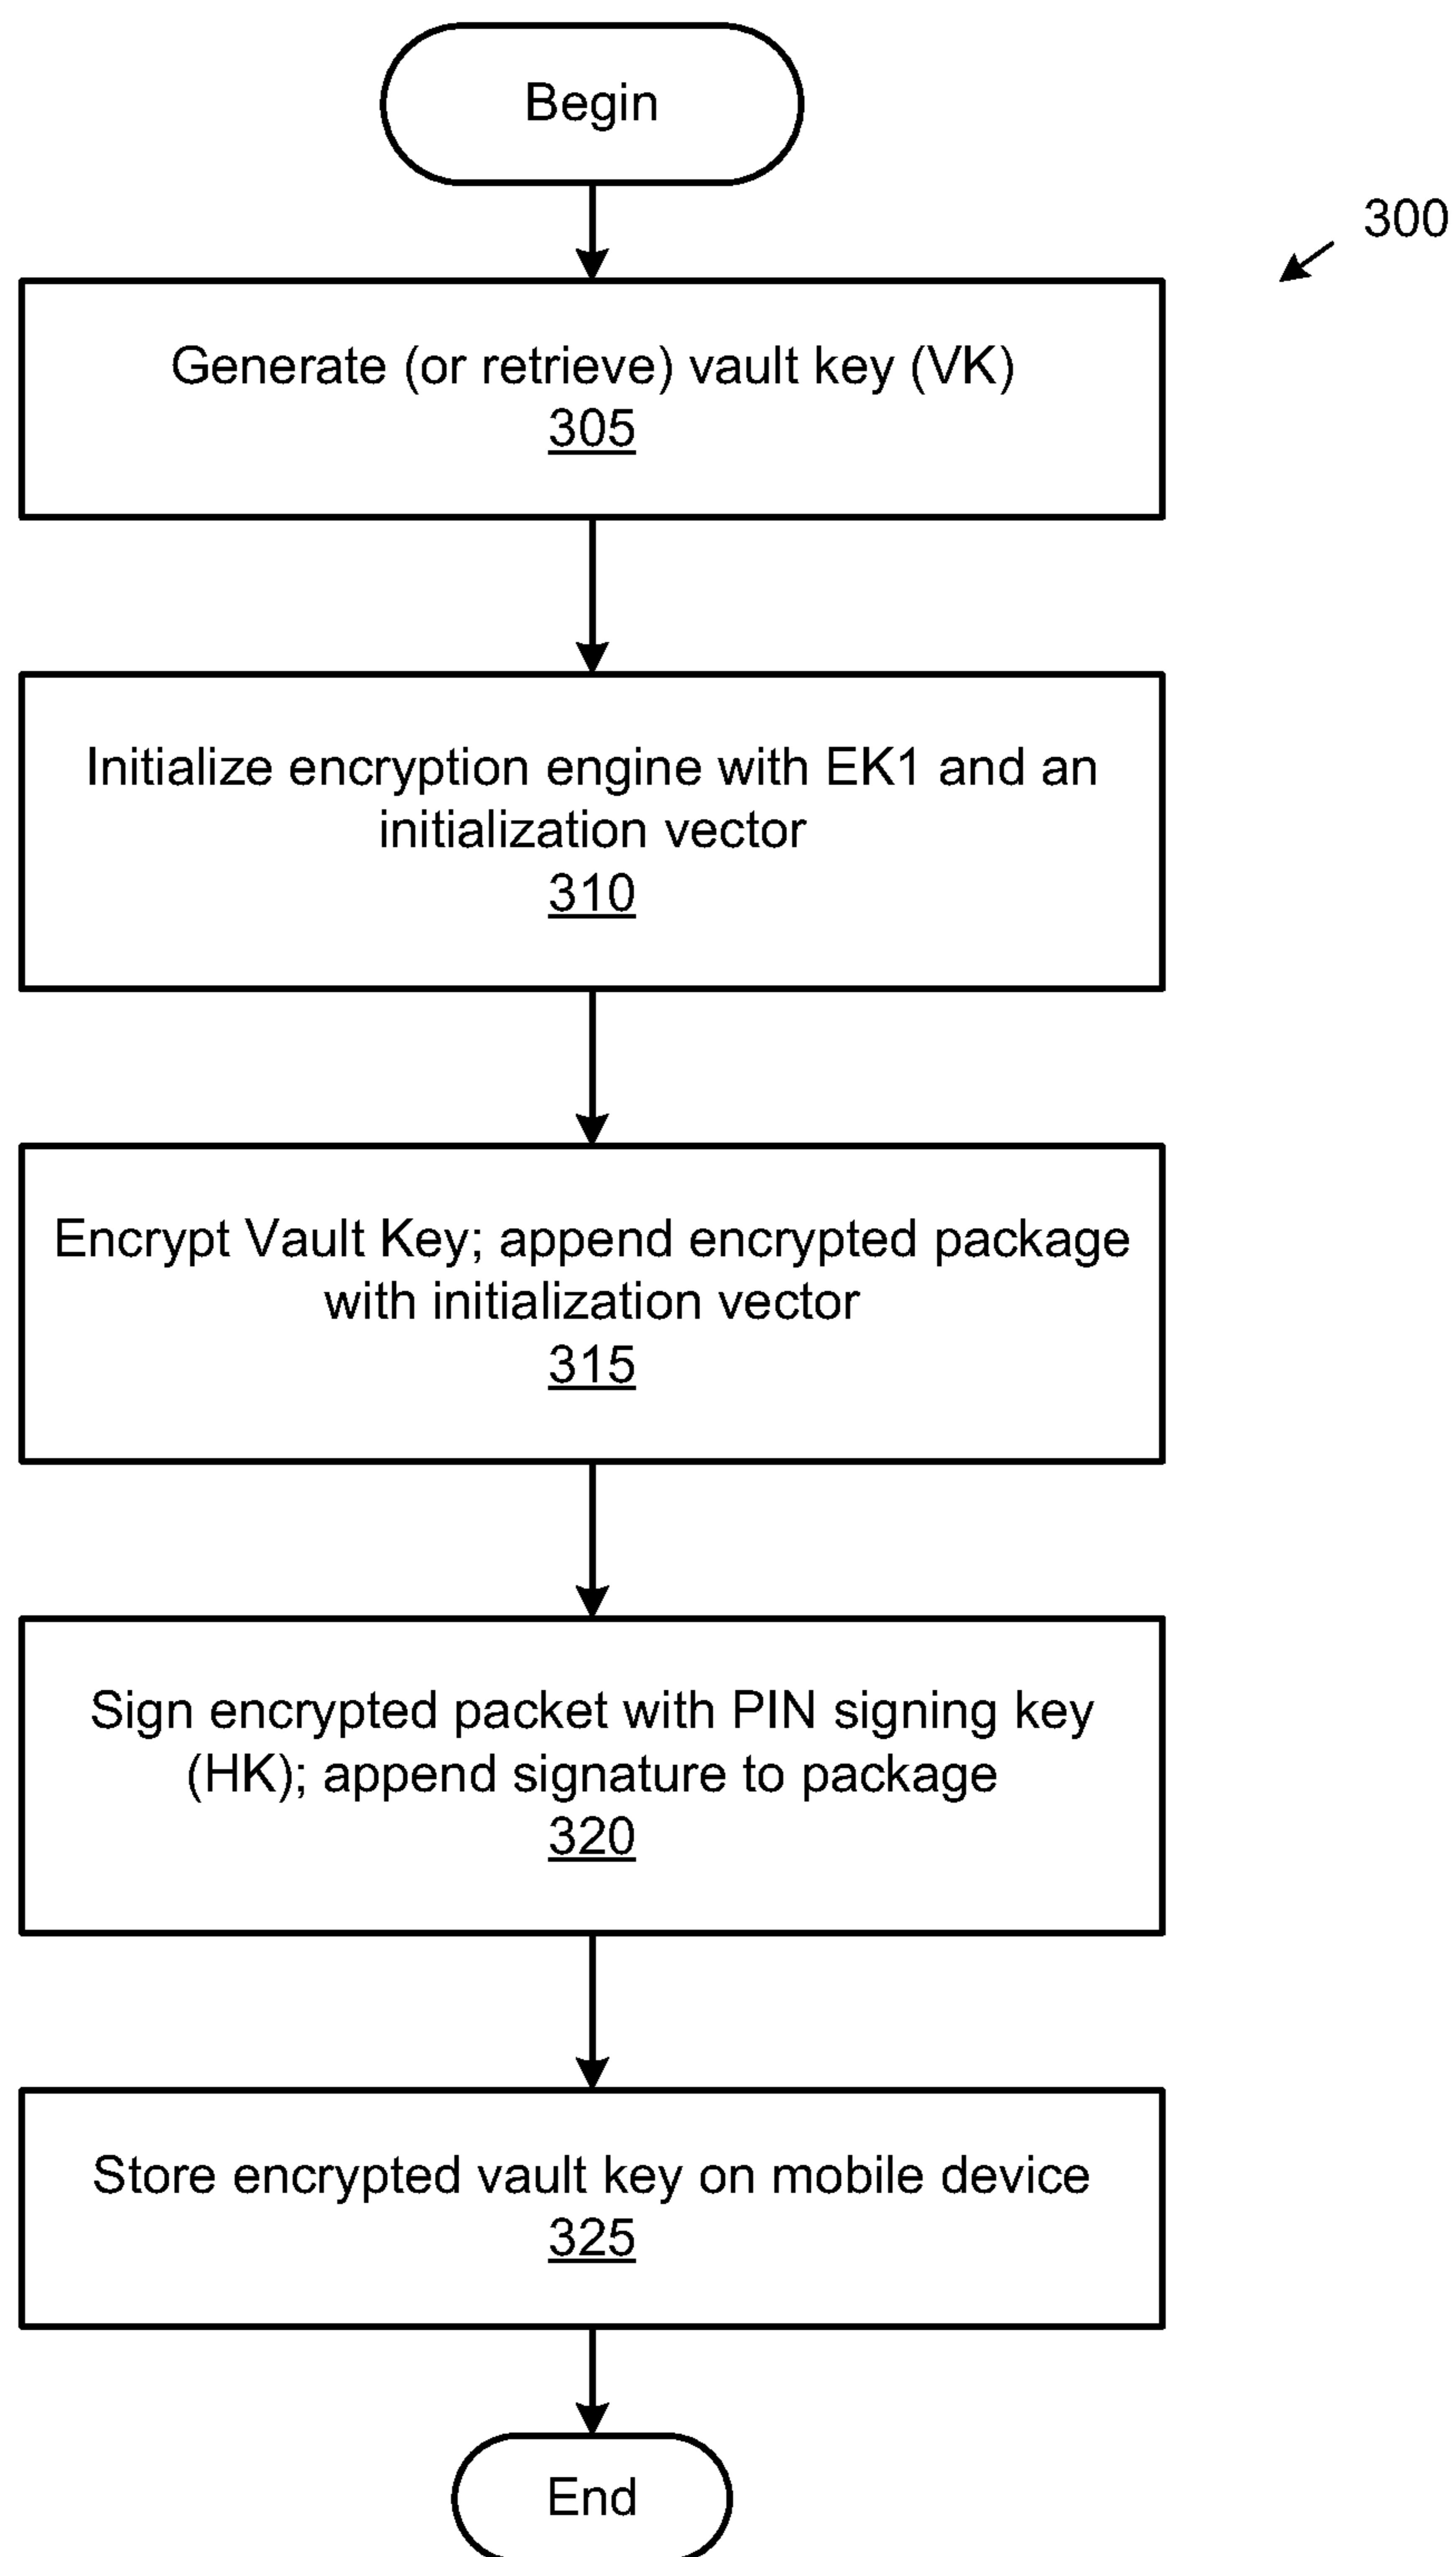 Begin
300
Generate (or retrieve) vault key (VK)
305
Initialize encryption engine with EK1 and an
initialization vector
310
Encrypt Vault Key; append encrypted package
with initialization vector
315
Sign encrypted packet with PIN signing key
(HK); append signature to package
320
Store encrypted vault key on mobile device
325
End